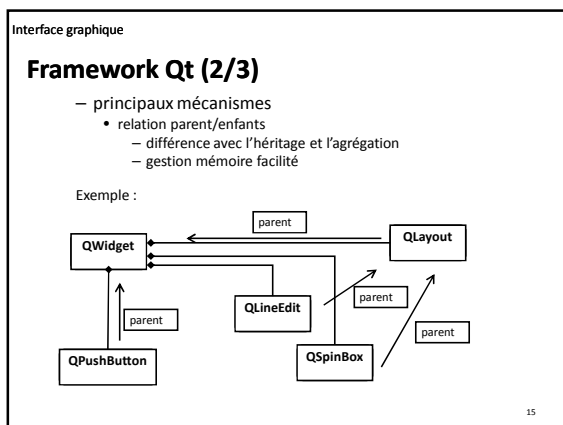 Interface graphique
Framework Qt (2/3)
– principaux mécanismes
• relation parent/enfants
– différence avec l’héritage et l’agrégation
– gestion mémoire facilité
Exemple :
parent
QWidget
QLayout
parent
QLineEdit
parent
parent
QPushButton
QSpinBox
15